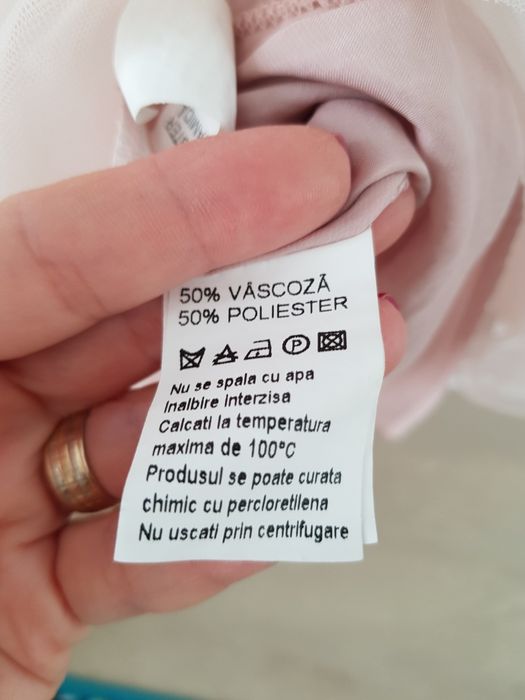 50% VÂSCOZĂ
50% POLIESTER
P
Nu se spala cu apa
Inalbire interzisa
Calcati la temperatura
maxima de 100°C
Produsul se poate curata
chimic cu percloretilena
Nu uscati prin centrifugare